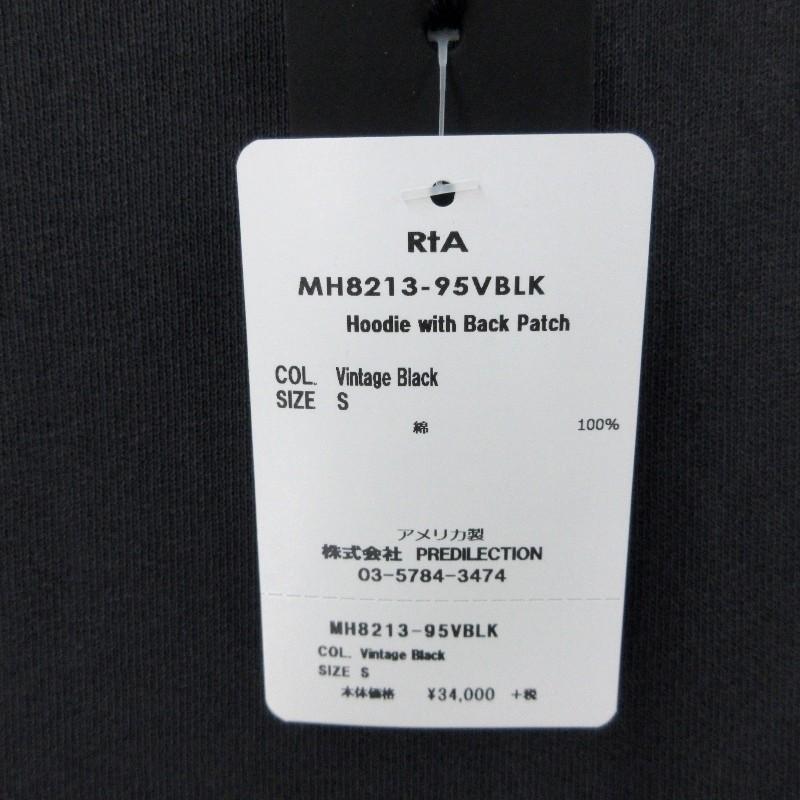 RtA
MH8213-95VBLK
Hoodie with Back Patch
COL. Vintage Black
SIZE S
綿 100%
アメリカ製
株式会社 PREDILECTION
03-5784-3474
MH8213-95VBLK
COL. Vintage Black
SIZE S
本体価格 ¥34,000 +税